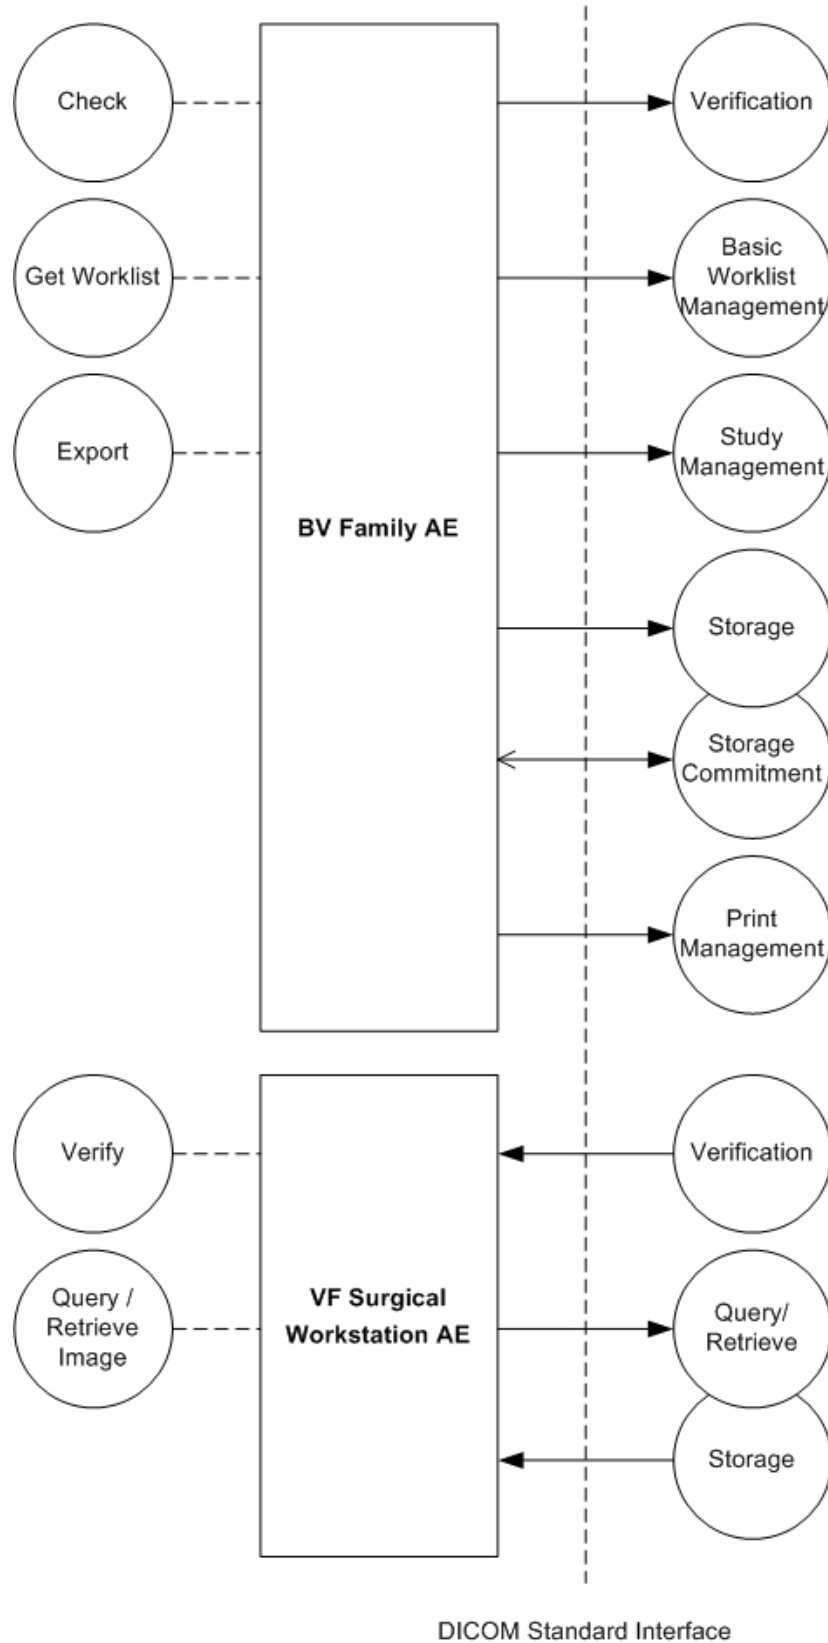 Check
Verification
Get Worklist
Basic
Worklist
Management
Export
Study
Management
BV Family AE
Storage
Storage
Commitment
Print
Management
Verify
Verification
Query /
Retrieve
Image
VF Surgical
Workstation AE
Query/
Retrieve
Storage
DICOM Standard Interface